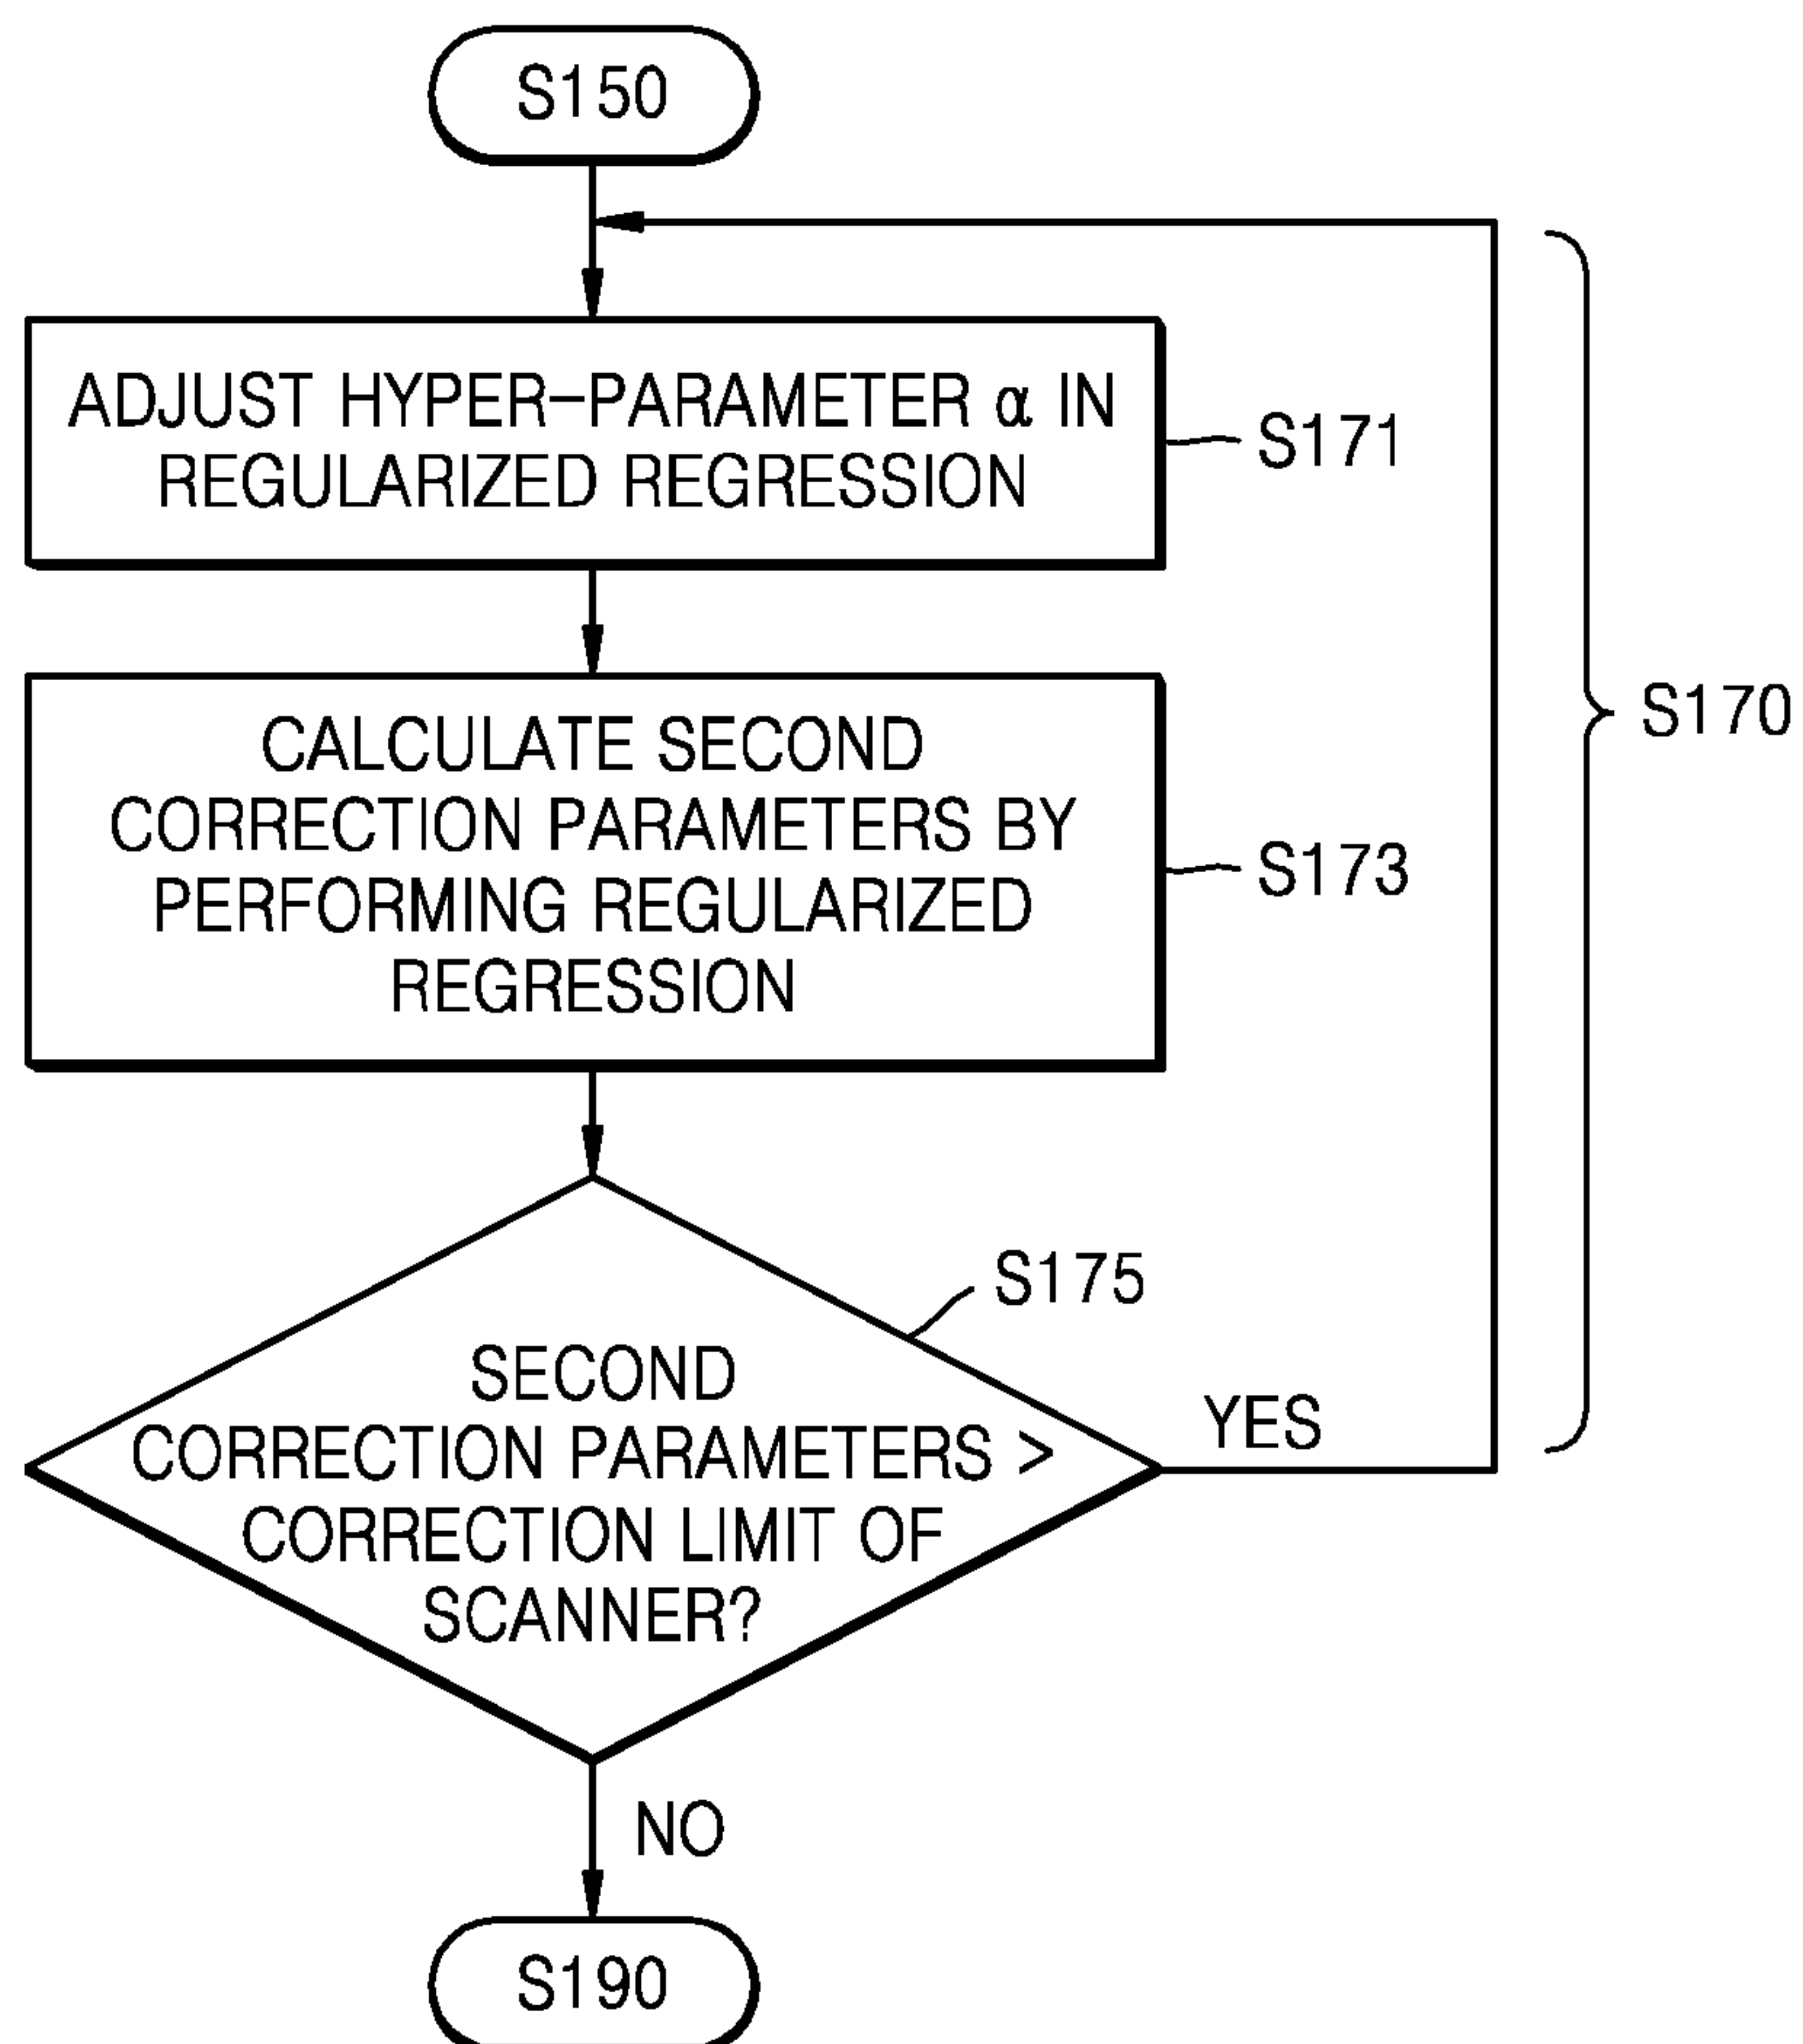 S150
ADJUST HYPER-PARAMETER α IN
REGULARIZED REGRESSION
S171
CALCULATE SECOND
CORRECTION PARAMETERS BY
PERFORMING REGULARIZED
REGRESSION
S173
S170
S175
SECOND
CORRECTION PARAMETERS >
CORRECTION LIMIT OF
SCANNER?
YES
NO
S190